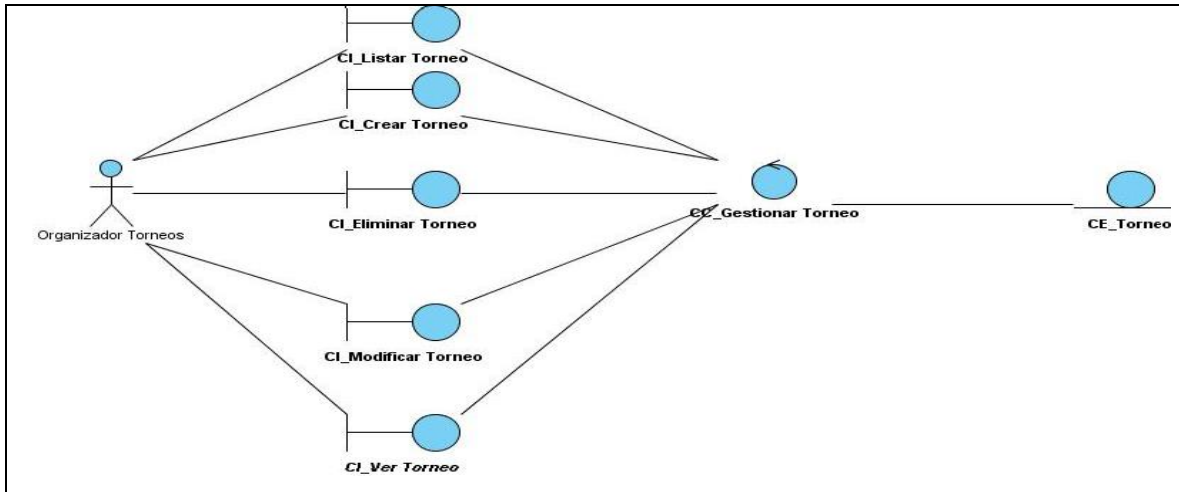 CI_Listar Torneo
CI_Crear Torneo
CI_Eliminar Torneo
CC_Gestionar Torneo
CE_Torneo
Organizador Torneos
CI_Modificar Torneo
CI_Ver Torneo